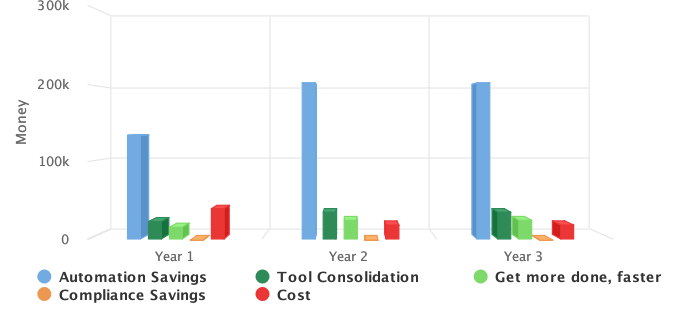 300k
200k
100k
0
Money
Year 1 Year 2 Year 3
Automation Savings Tool Consolidation Get more done, faster
Compliance Savings Cost